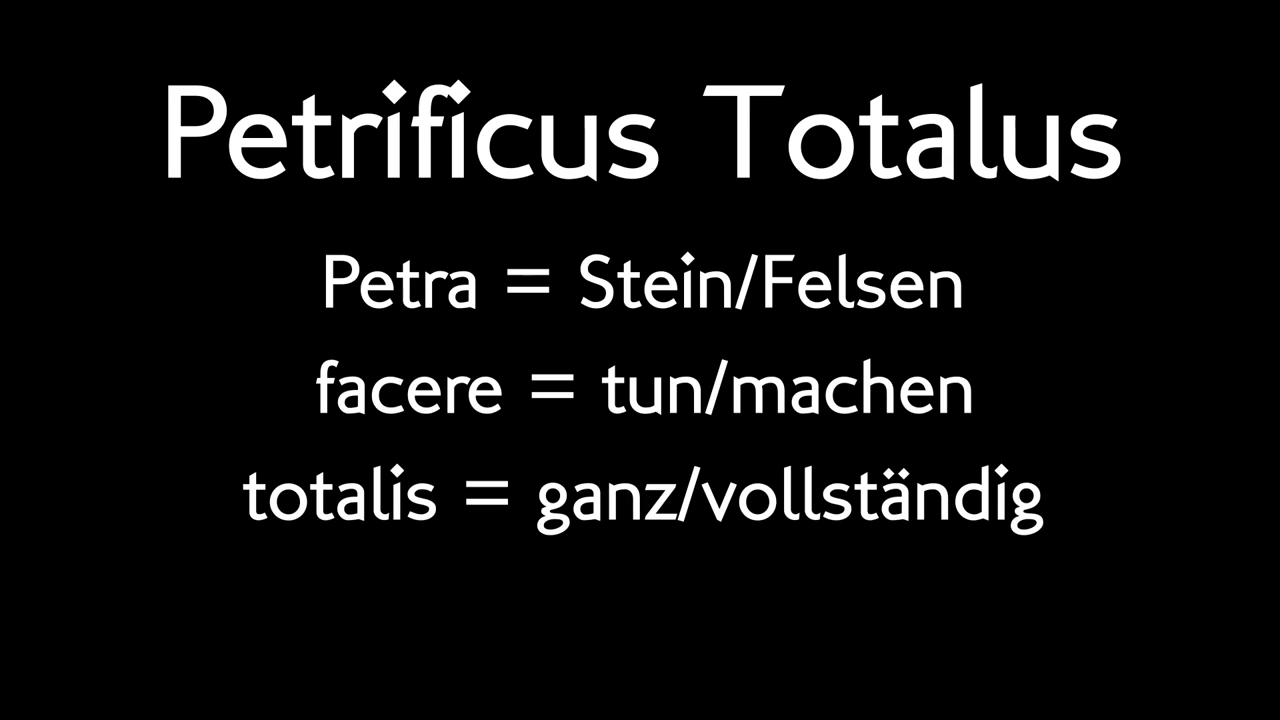 Petrificus Totalus
Petra = Stein/Felsen
facere = tun/machen
totalis = ganz/vollständig